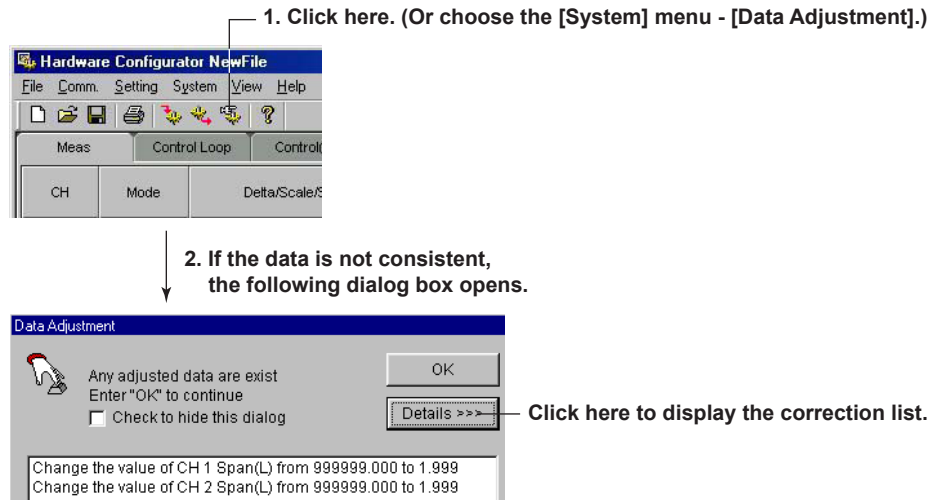 1. Click here. (Or choose the [System] menu - [Data Adjustment].)
Hardware Configurator NewFile
File Comm. Setting System View Help
Meas Control Loop Control(
CH Mode Delta/Scale/S
2. If the data is not consistent,
the following dialog box opens.
Data Adjustment
Any adjusted data are exist
Enter "OK" to continue
Check to hide this dialog
OK
Details >>>
Click here to display the correction list.
Change the value of CH 1 Span(L) from 999999.000 to 1.999
Change the value of CH 2 Span(L) from 999999.000 to 1.999